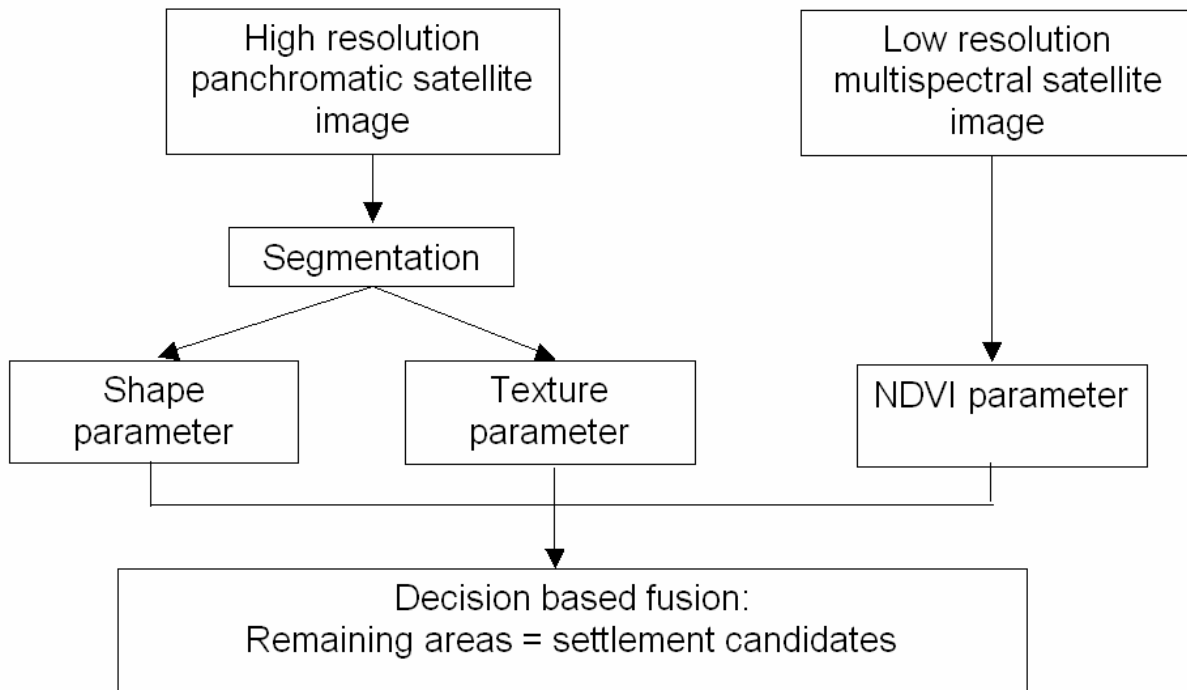 High resolution
panchromatic satellite
image
Low resolution
multispectral satellite
image
Segmentation
Shape
parameter
Texture
parameter
NDVI parameter
Decision based fusion:
Remaining areas = settlement candidates